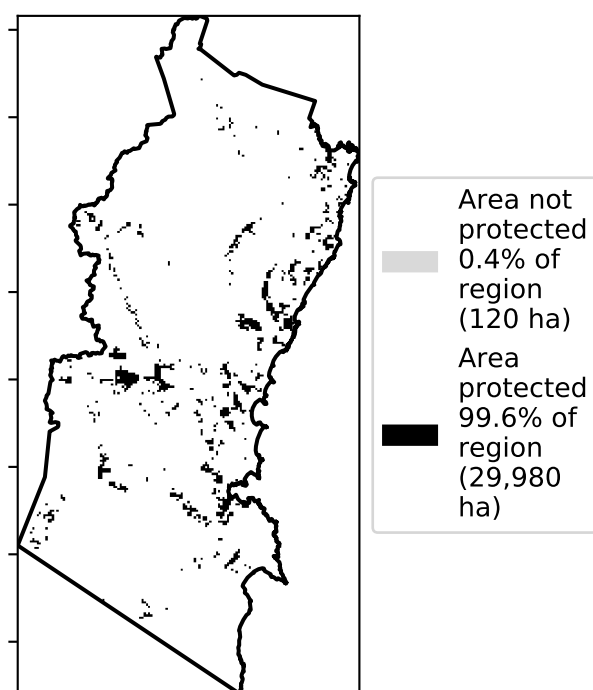 Area not
protected
0.4% of
region
(120 ha)
Area
protected
99.6% of
region
(29,980
ha)